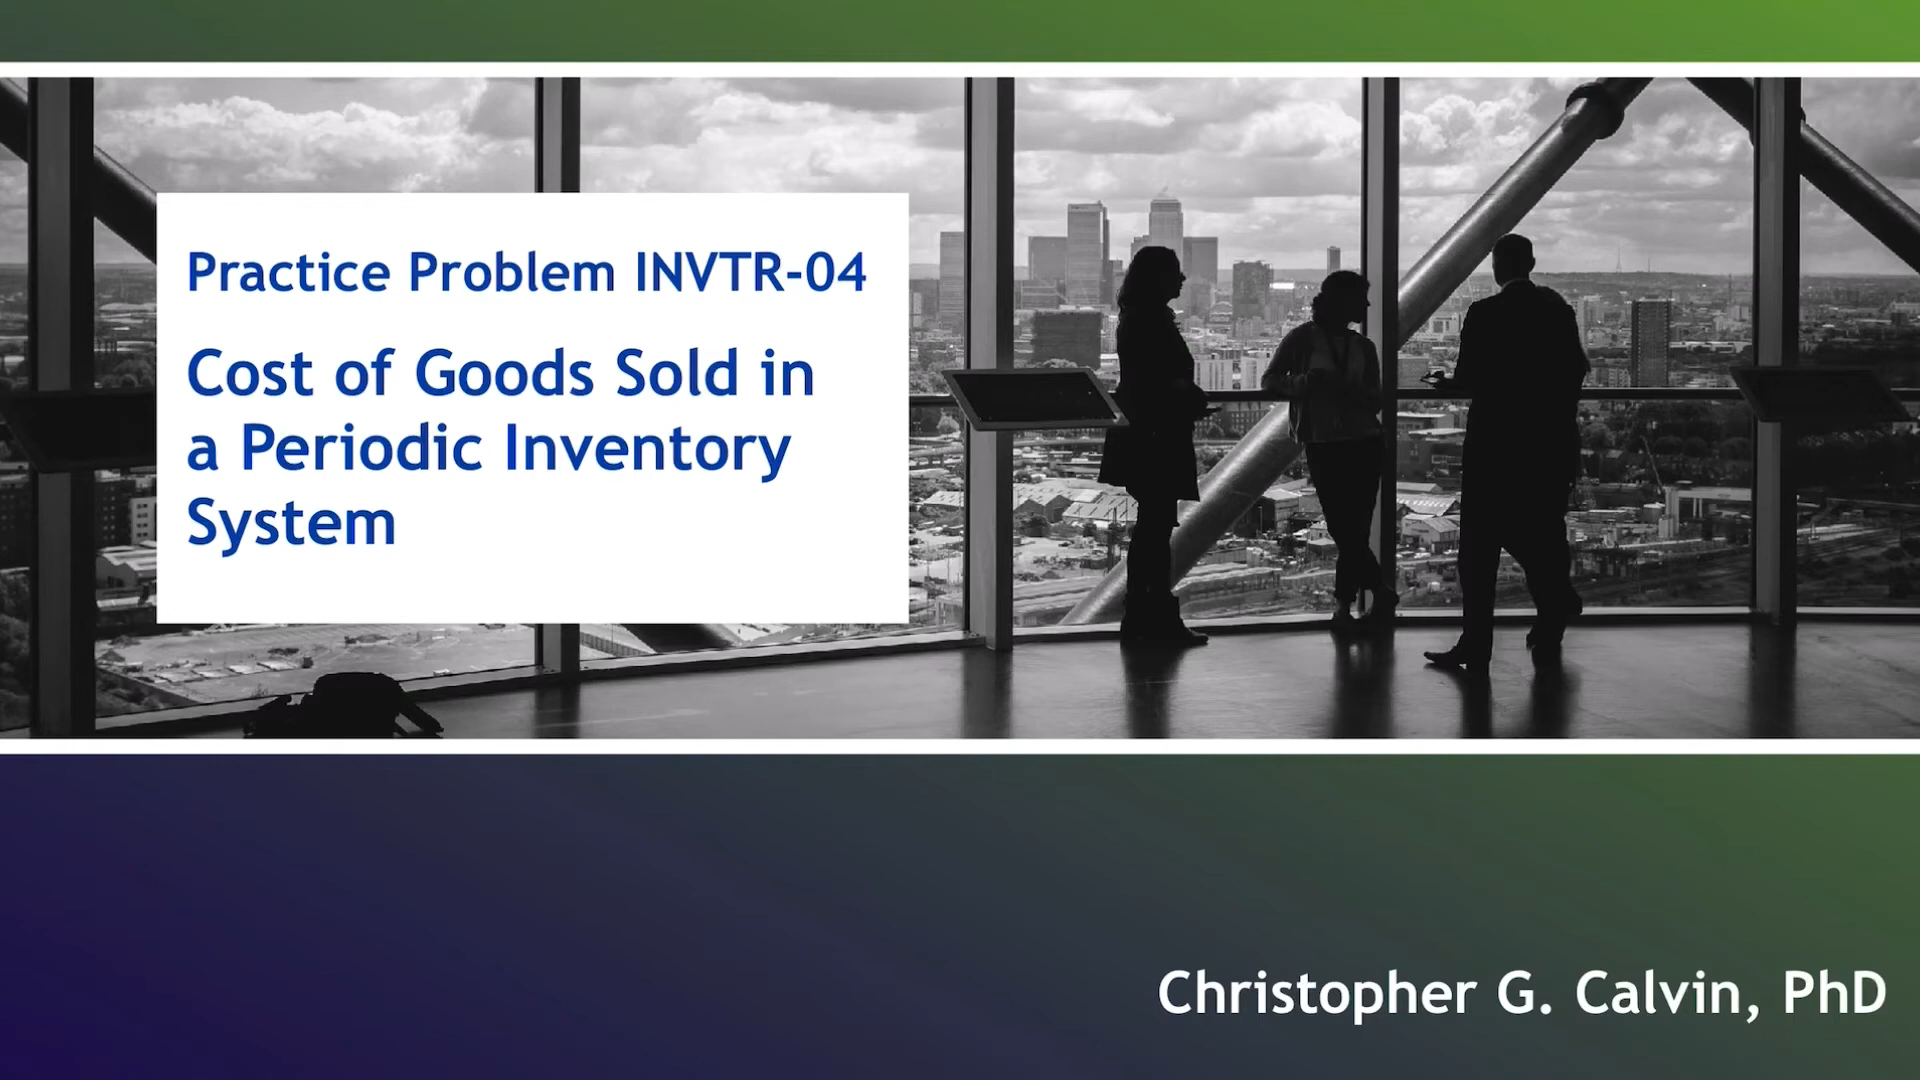 Practice Problem INVTR-04
Cost of Goods Sold in
a Periodic Inventory
System
Christopher G. Calvin, PhD